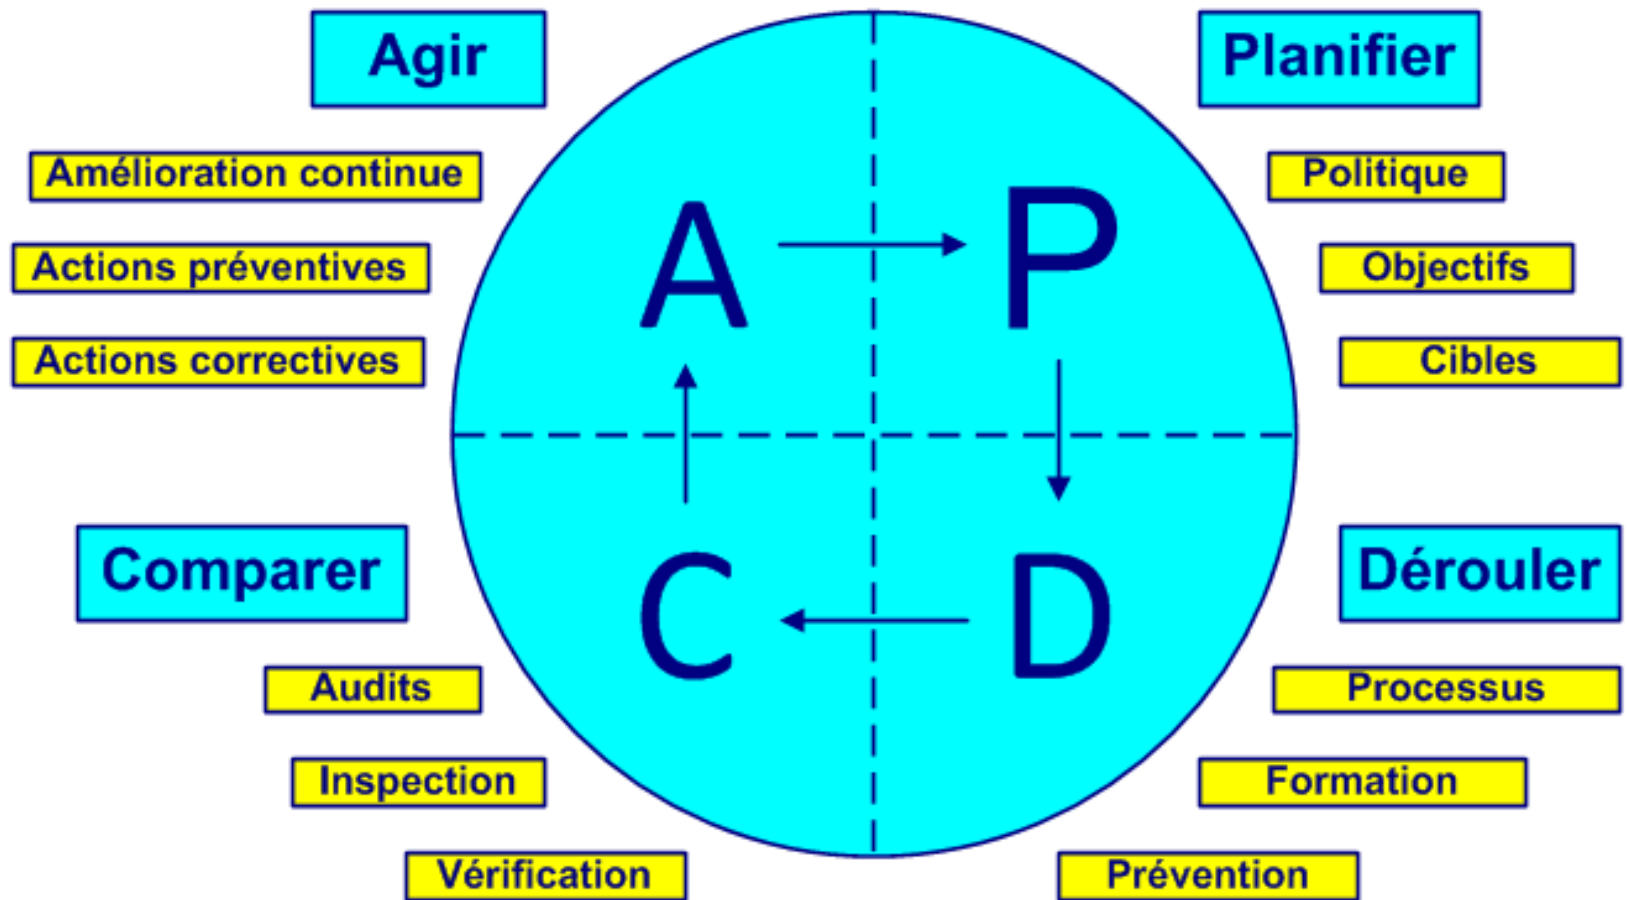 Agir
Planifier
Amélioration continue
Politique
Actions préventives
Objectifs
Actions correctives
Cibles
A
P
C
D
Comparer
Dérouler
Audits
Processus
Inspection
Formation
Vérification
Prévention